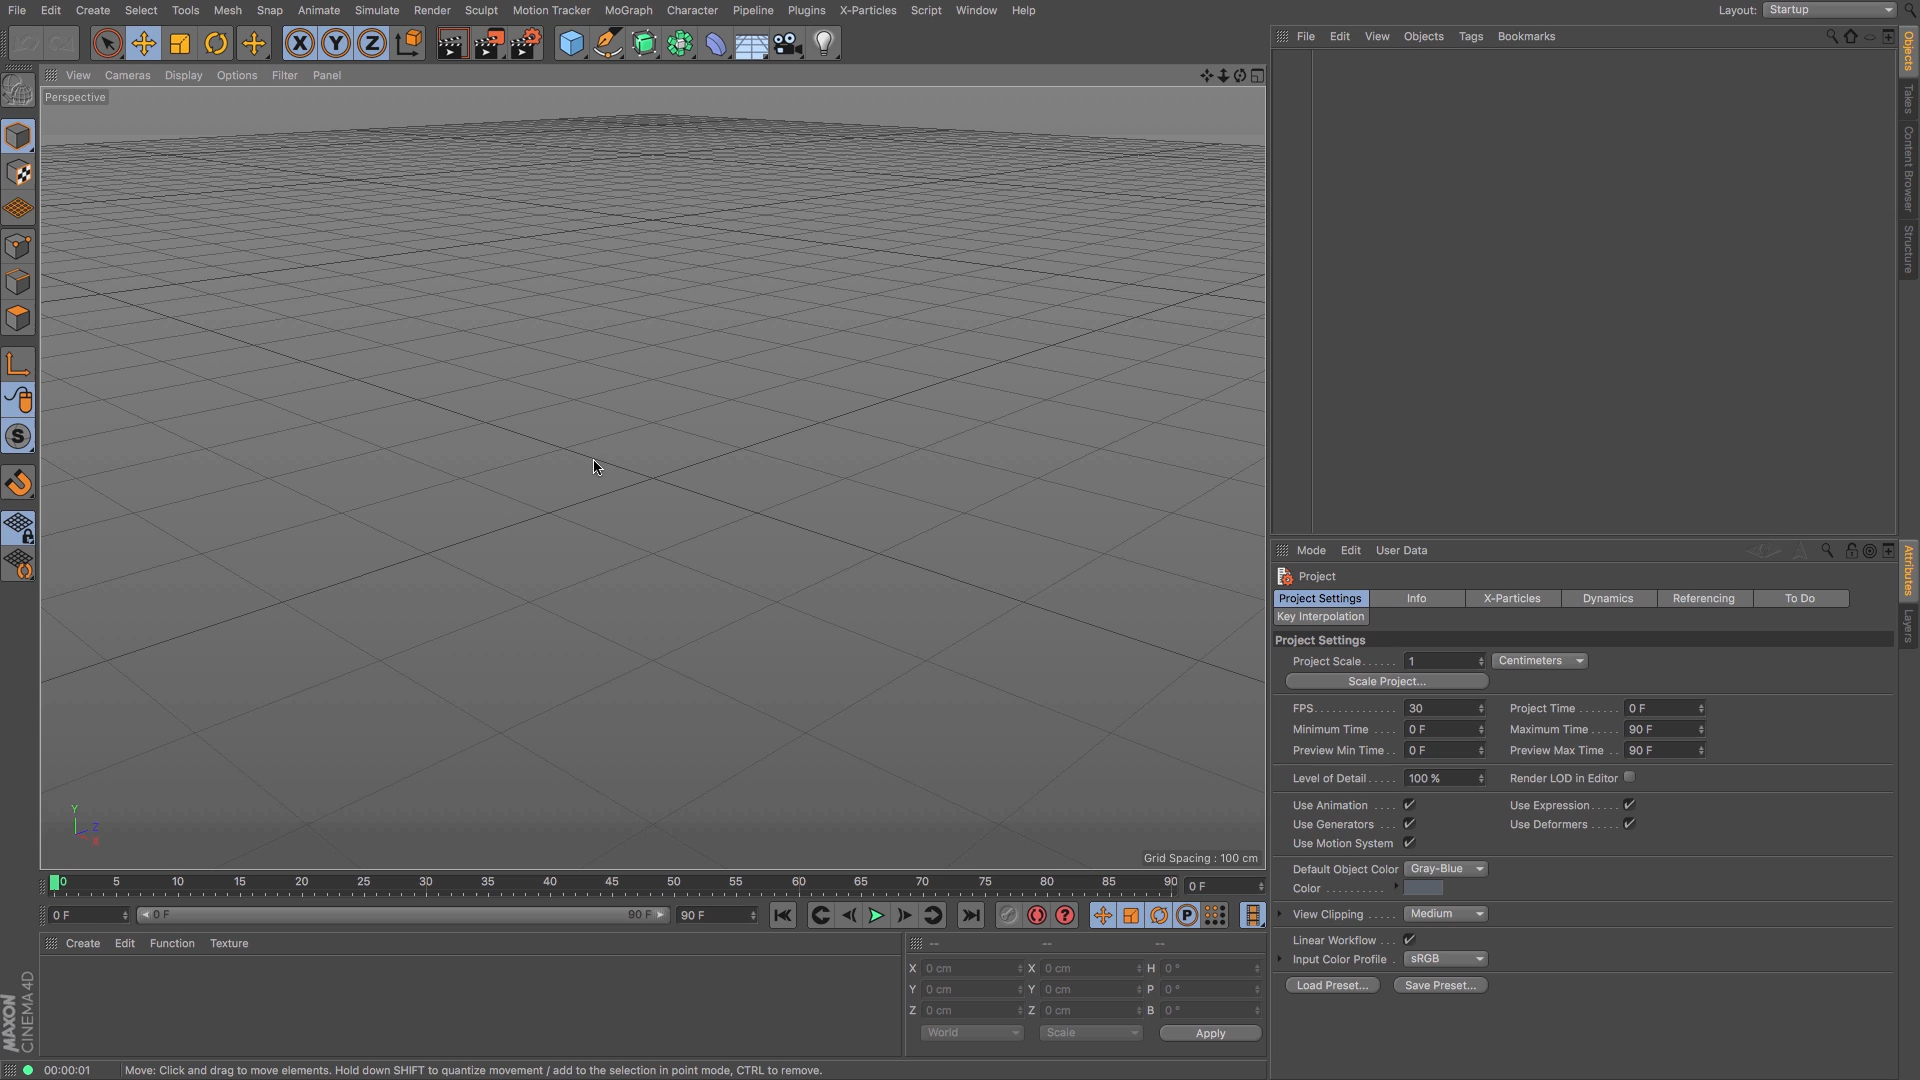 File Edit Create Select Tools Mesh Snap Animate Simulate Render Sculpt Motion Tracker MoGraph Character Pipeline Plugins X-Particles Script Window Help Layout: Startup
File Edit View Objects Tags Bookmarks
View Cameras Display Options Filter Panel
Perspective
Objects
Takes
Content Browser
Structure
Mode Edit User Data
Project
Project Settings Info X-Particles Dynamics Referencing To Do
Key Interpolation
Attributes
Layers
Project Settings
Project Scale...... 1 Centimeters
Scale Project...
FPS.............. 30 Project Time ....... 0 F
Minimum Time ... 0 F Maximum Time ..... 90 F
Preview Min Time.. 0 F Preview Max Time .. 90 F
Level of Detail..... 100 % Render LOD in Editor
Use Animation .... Use Expression.....
Use Generators ... Use Deformers .....
Use Motion System
Default Object Color Gray-Blue
Color ..........
View Clipping ..... Medium
Linear Workflow ...
Input Color Profile . sRGB
Load Preset... Save Preset...
Y
Z
X
Grid Spacing : 100 cm
0 5 10 15 20 25 30 35 40 45 50 55 60 65 70 75 80 85 90 0 F
0 F 0 F 90 F 90 F P
Create Edit Function Texture
-- -- --
X 0 cm X 0 cm H 0 °
Y 0 cm Y 0 cm P 0 °
Z 0 cm Z 0 cm B 0 °
World Scale Apply
MAXON
CINEMA 4D
00:00:01 Move: Click and drag to move elements. Hold down SHIFT to quantize movement / add to the selection in point mode, CTRL to remove.